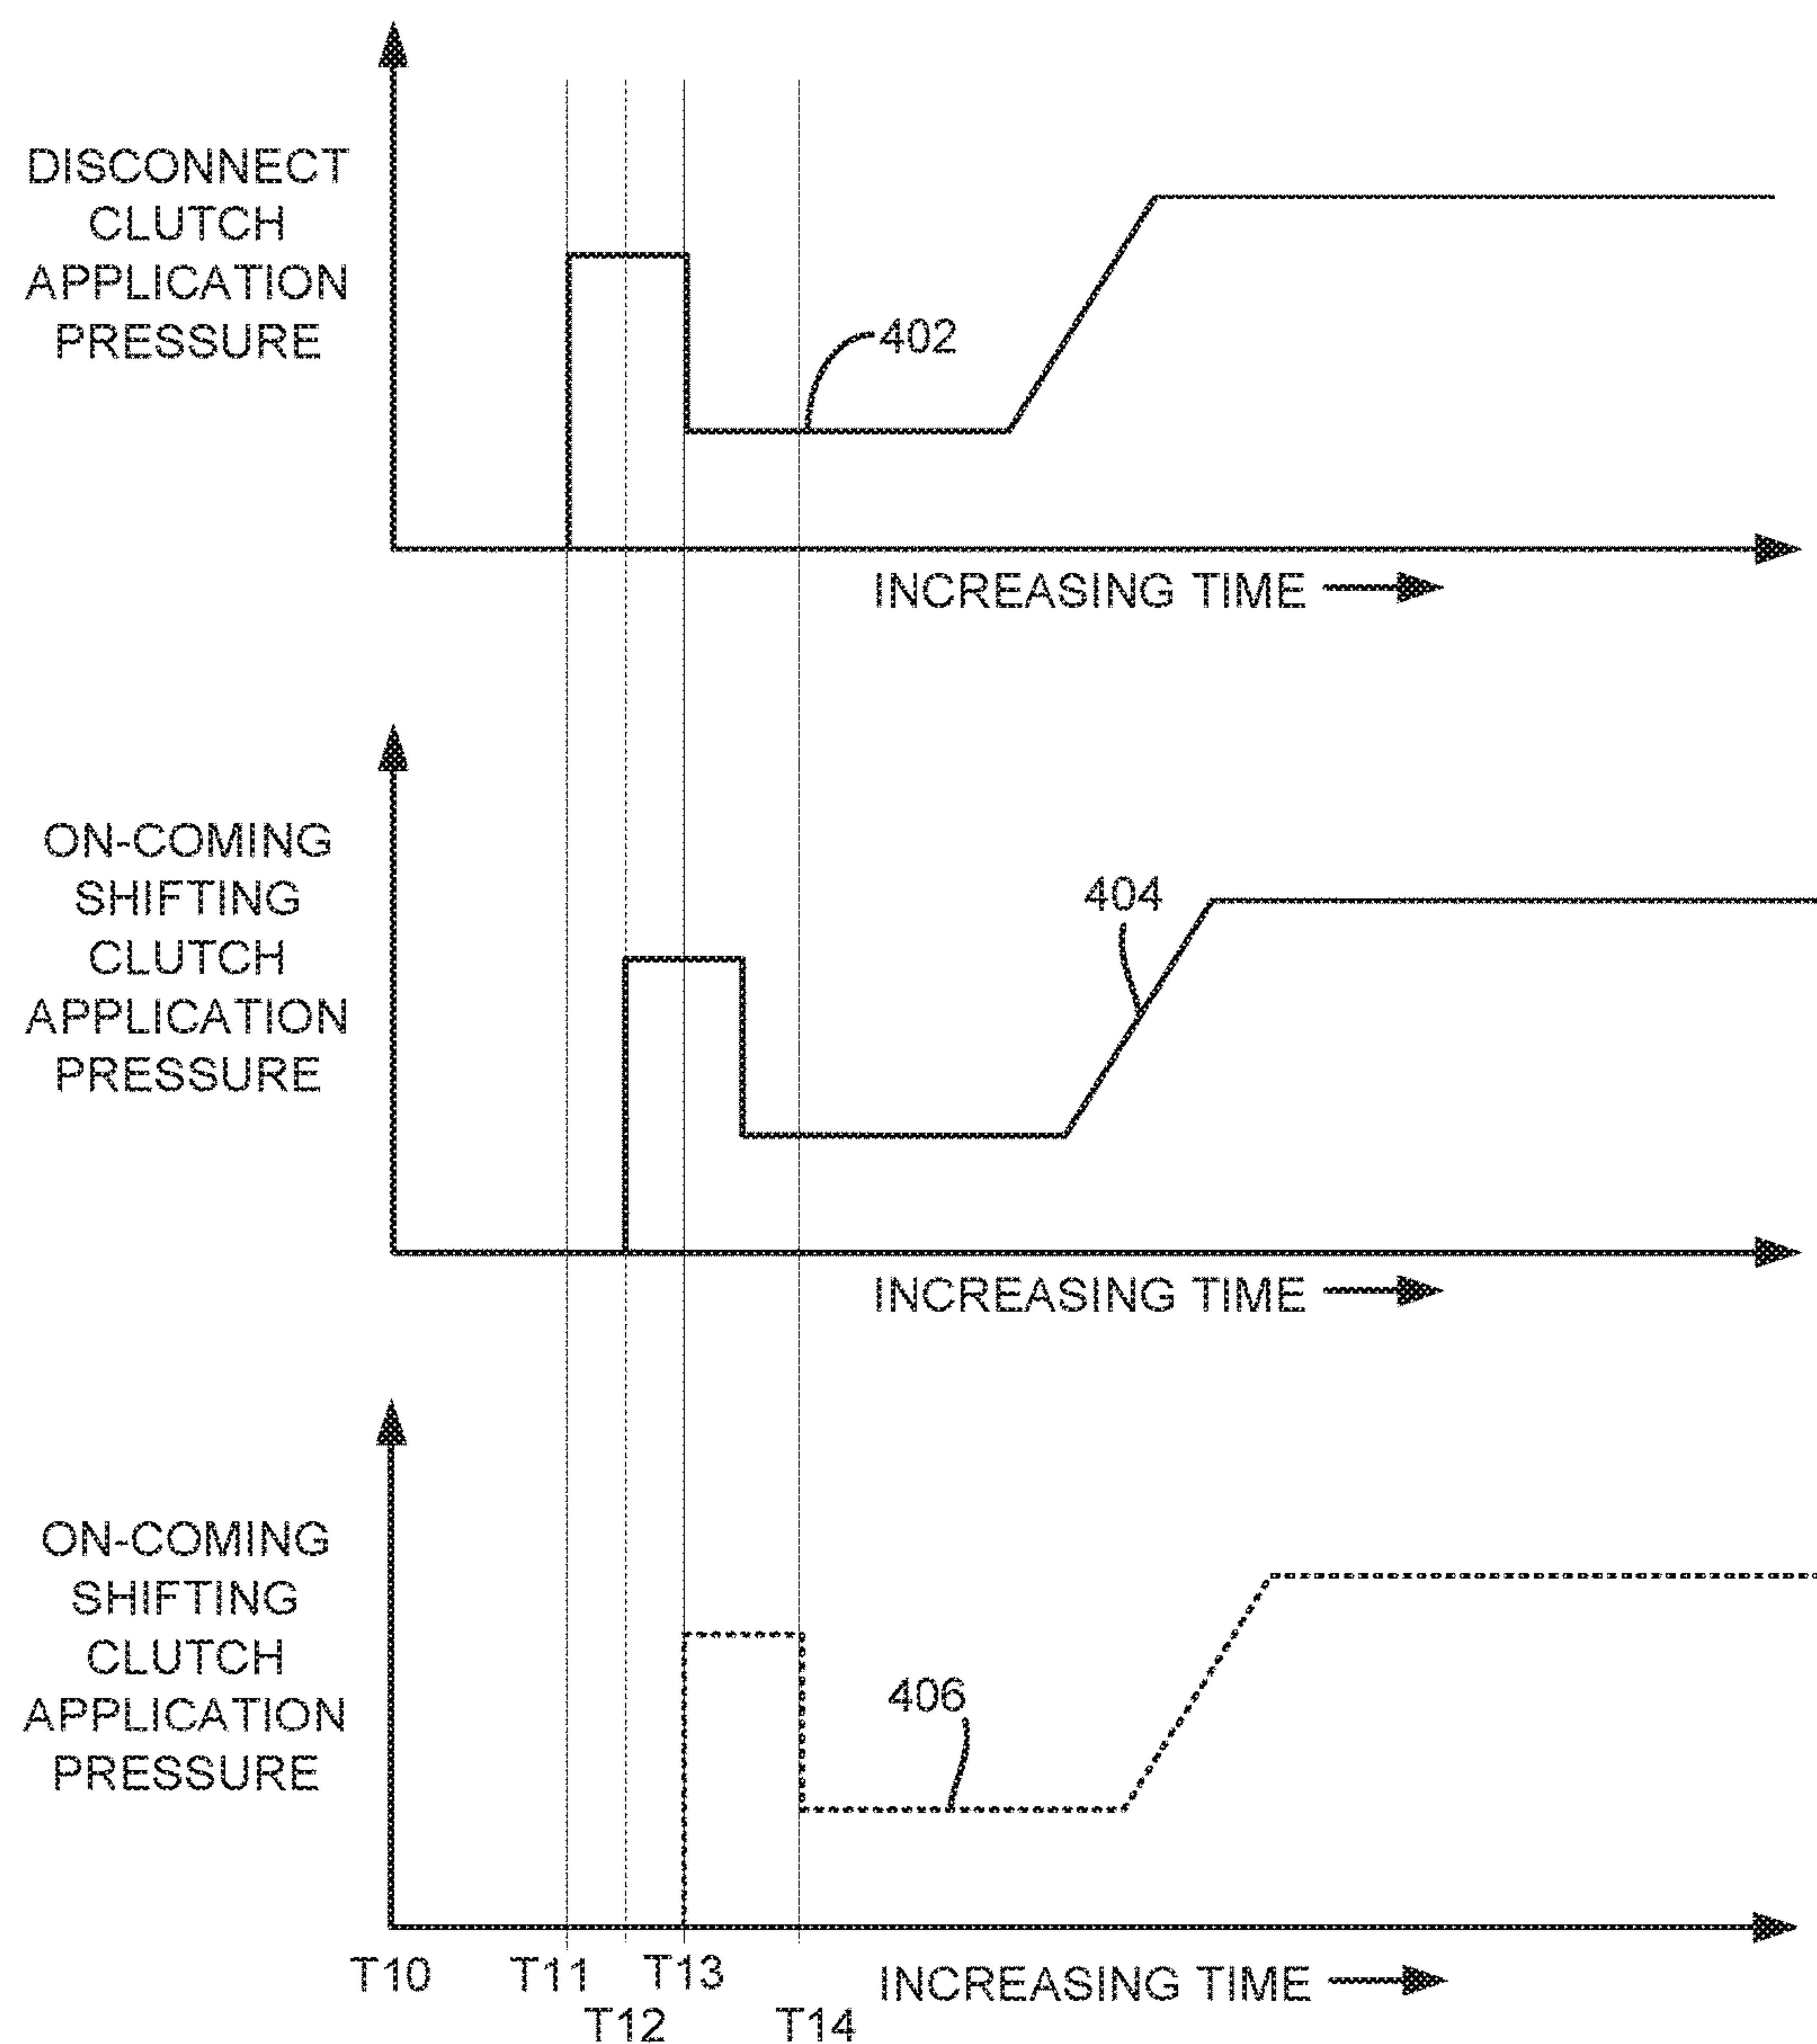 DISCONNECT
CLUTCH
APPLICATION
PRESSURE
402
INCREASING TIME
ON-COMING
SHIFTING
CLUTCH
APPLICATION
PRESSURE
404
INCREASING TIME
ON-COMING
SHIFTING
CLUTCH
APPLICATION
PRESSURE
406
T10 T11 T13 INCREASING TIME
T12 T14